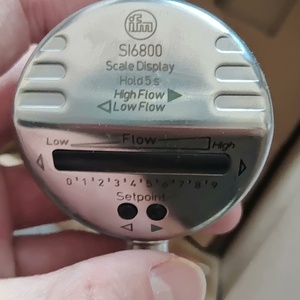 ifm
SI6800
Scale Display
Hold 5 s
High Flow
Low Flow
Low Flow High
0 ' 1 ' 2 ' 3 ' 4 ' 5 ' 6 ' 7 ' 8 ' 9
Setpoint